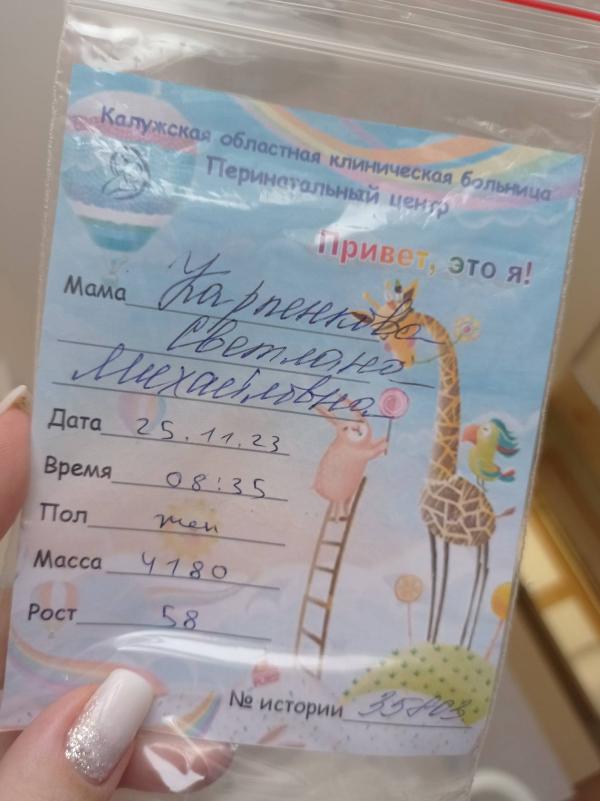 Калужская областная клиническая больница
Перинатальный центр
Привет, это я!
Мама Карпенкова
Светлана
Михайловна
Дата 25.11.23
Время 08:35
Пол жен
Масса 4180
Рост 58
№ истории